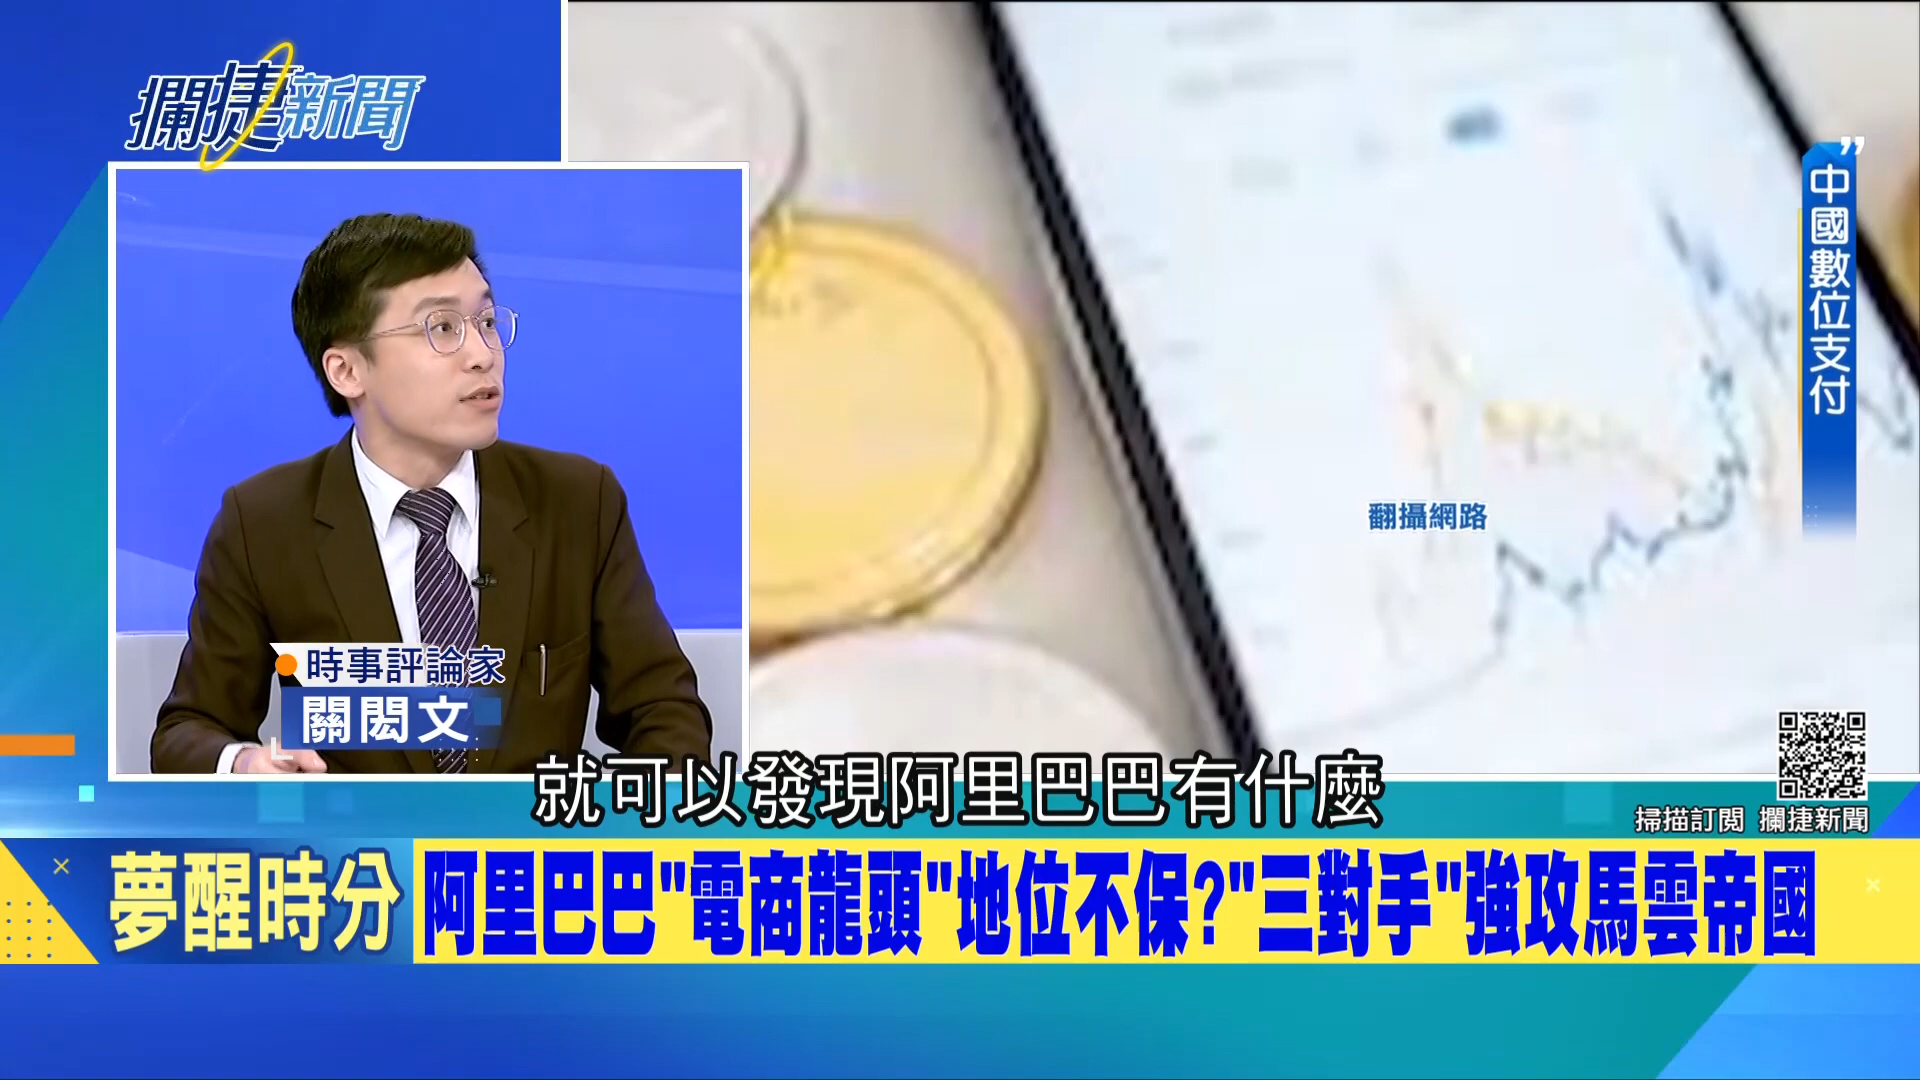 攔捷新聞
中國數位支付
翻攝網路
時事評論家
關閎文
就可以發現阿里巴巴有什麼
掃描訂閱 攔捷新聞
夢醒時分
阿里巴巴"電商龍頭"地位不保?"三對手"強攻馬雲帝國